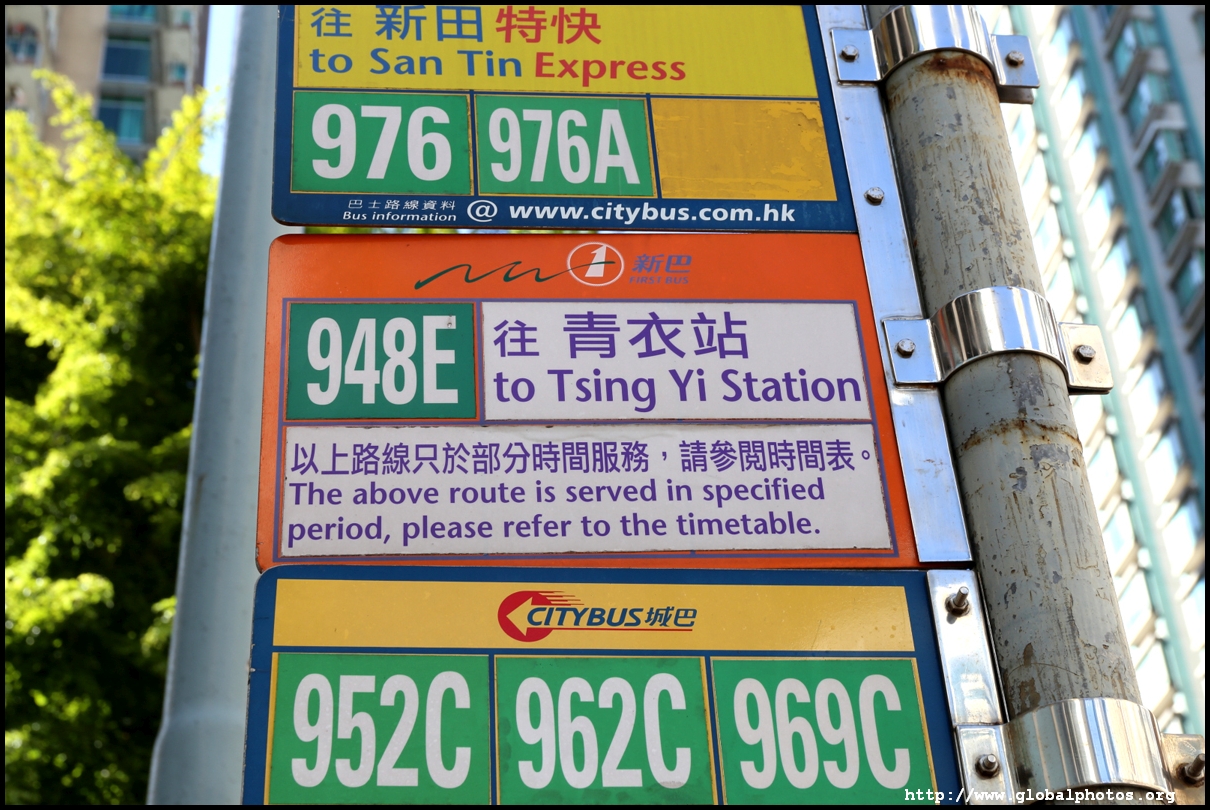 往 新田 特快
to San Tin Express
976 976A
巴士路線資料
Bus information @ www.citybus.com.hk
1 新巴
FIRST BUS
948E
往 青衣站
to Tsing Yi Station
以上路線只於部分時間服務，請參閱時間表。
The above route is served in specified
period, please refer to the timetable.
CITYBUS 城巴
952C 962C 969C
http://www.globalphotos.org